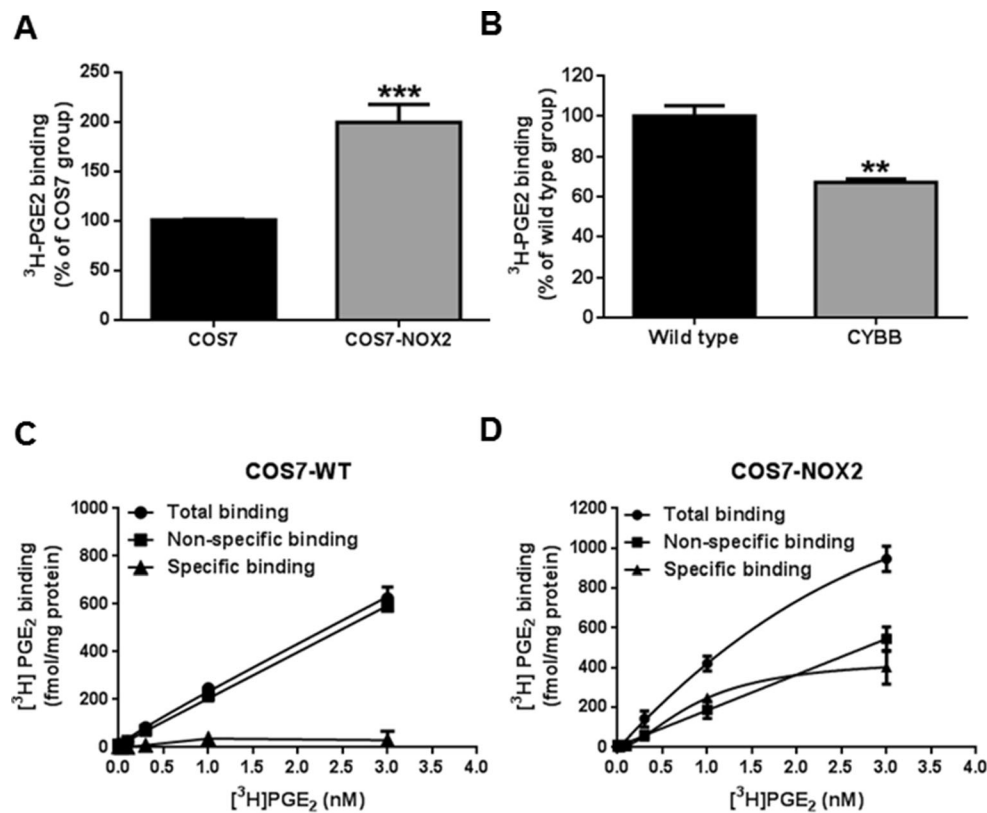 A
³H-PGE2 binding
(% of COS7 group)
250
200
150
100
50
0
***
COS7
COS7-NOX2
B
³H-PGE2 binding
(% of wild type group)
120
100
80
60
40
20
0
**
Wild type
CYBB
C
COS7-WT
[³H] PGE₂ binding
(fmol/mg protein)
1000
800
600
400
200
0
Total binding
Non-specific binding
Specific binding
0.0 0.5 1.0 1.5 2.0 2.5 3.0 3.5 4.0
[³H]PGE₂ (nM)
D
COS7-NOX2
[³H] PGE₂ binding
(fmol/mg protein)
1200
1000
800
600
400
200
0
Total binding
Non-specific binding
Specific binding
0.0 0.5 1.0 1.5 2.0 2.5 3.0 3.5 4.0
[³H]PGE₂ (nM)